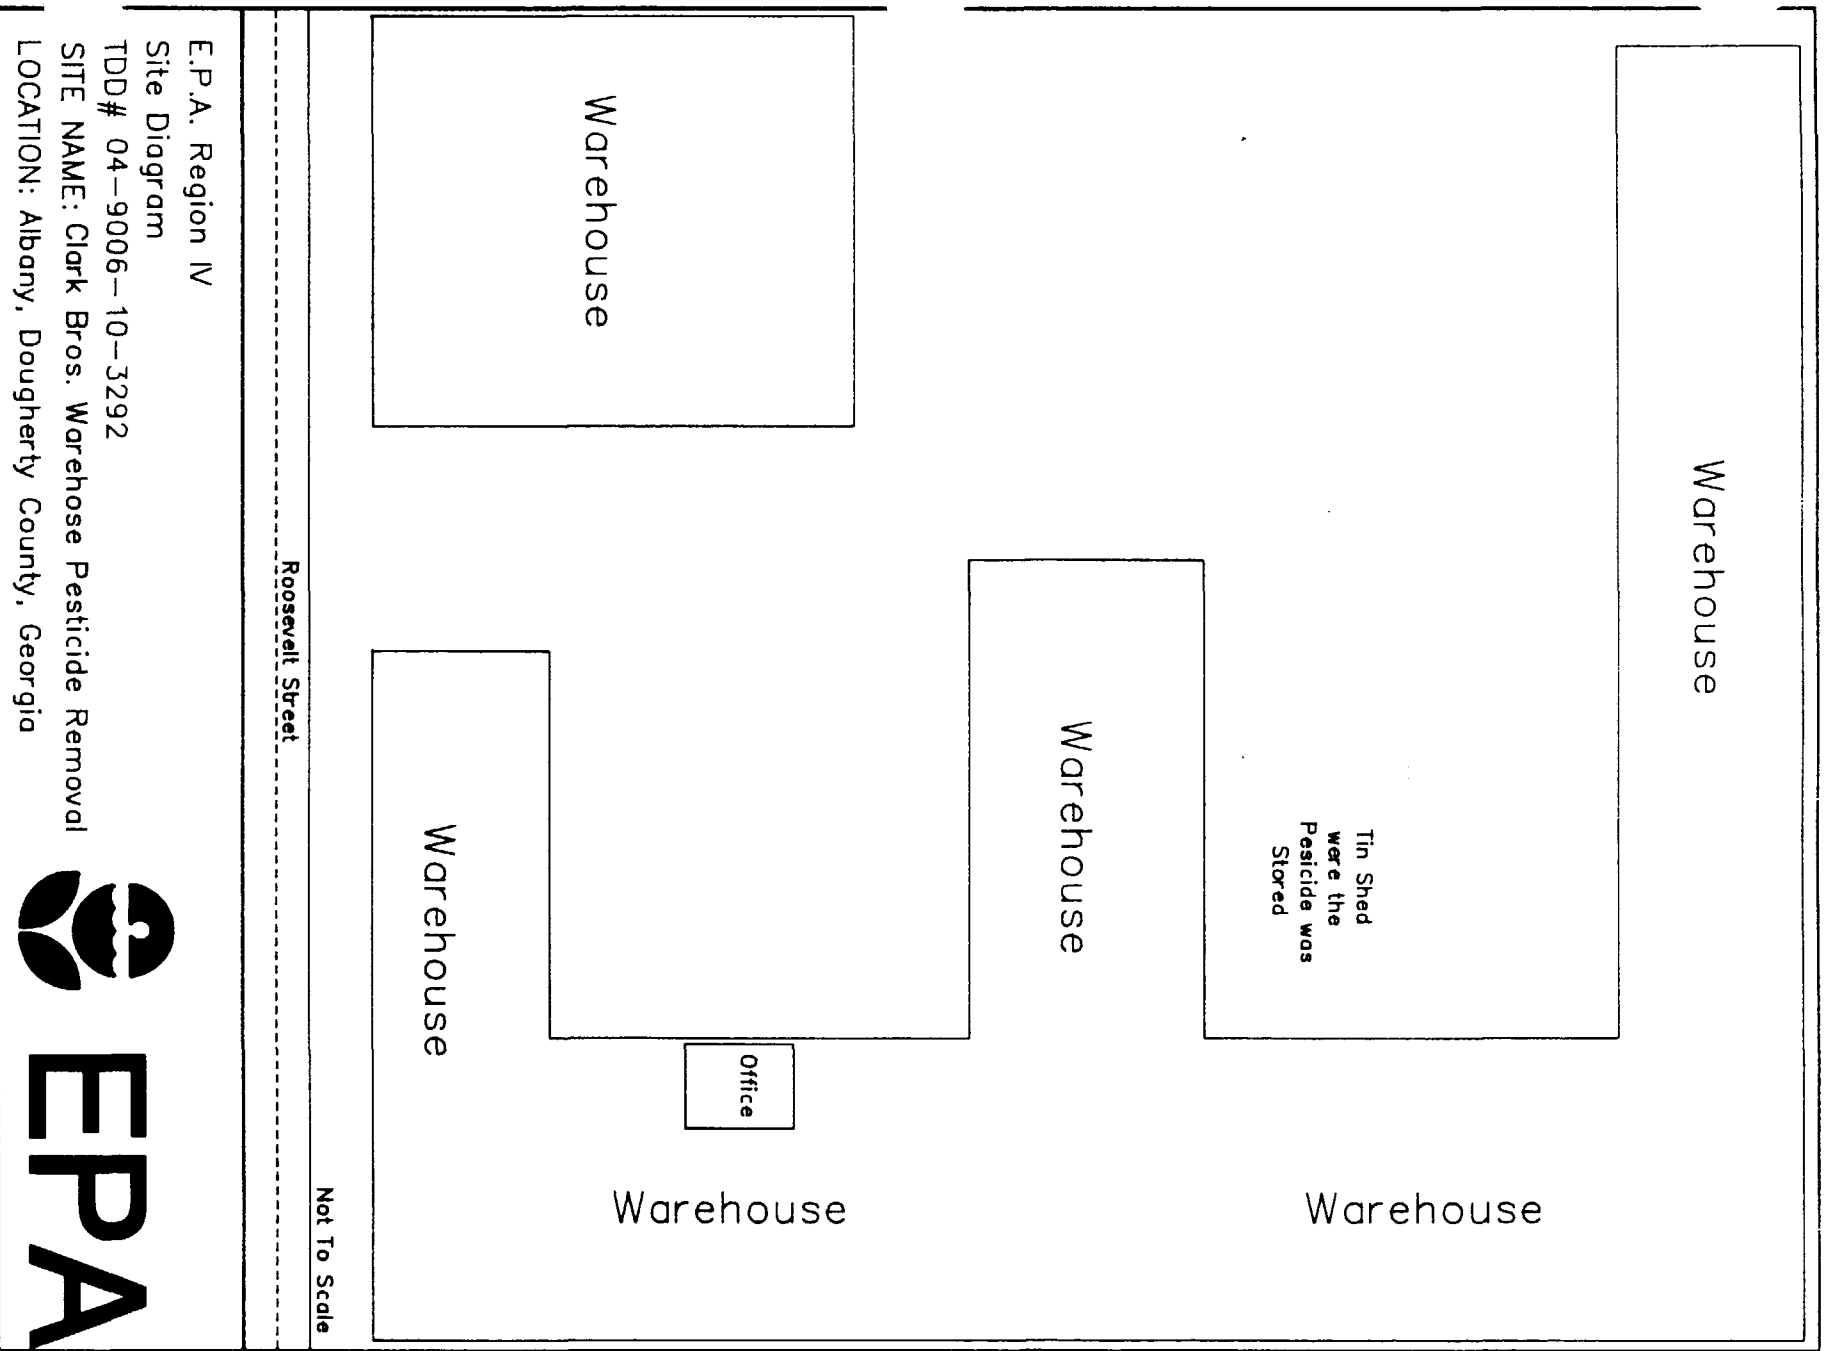 Warehouse
Warehouse
Warehouse
Tin Shed
were the
Pesicide was
Stored
Warehouse
Office
Warehouse
Warehouse
Roosevelt Street
Not To Scale
E.P.A. Region IV
Site Diagram
TDD# 04-9006-10-3292
SITE NAME: Clark Bros. Warehose Pesticide Removal
LOCATION: Albany, Dougherty County, Georgia
EPA